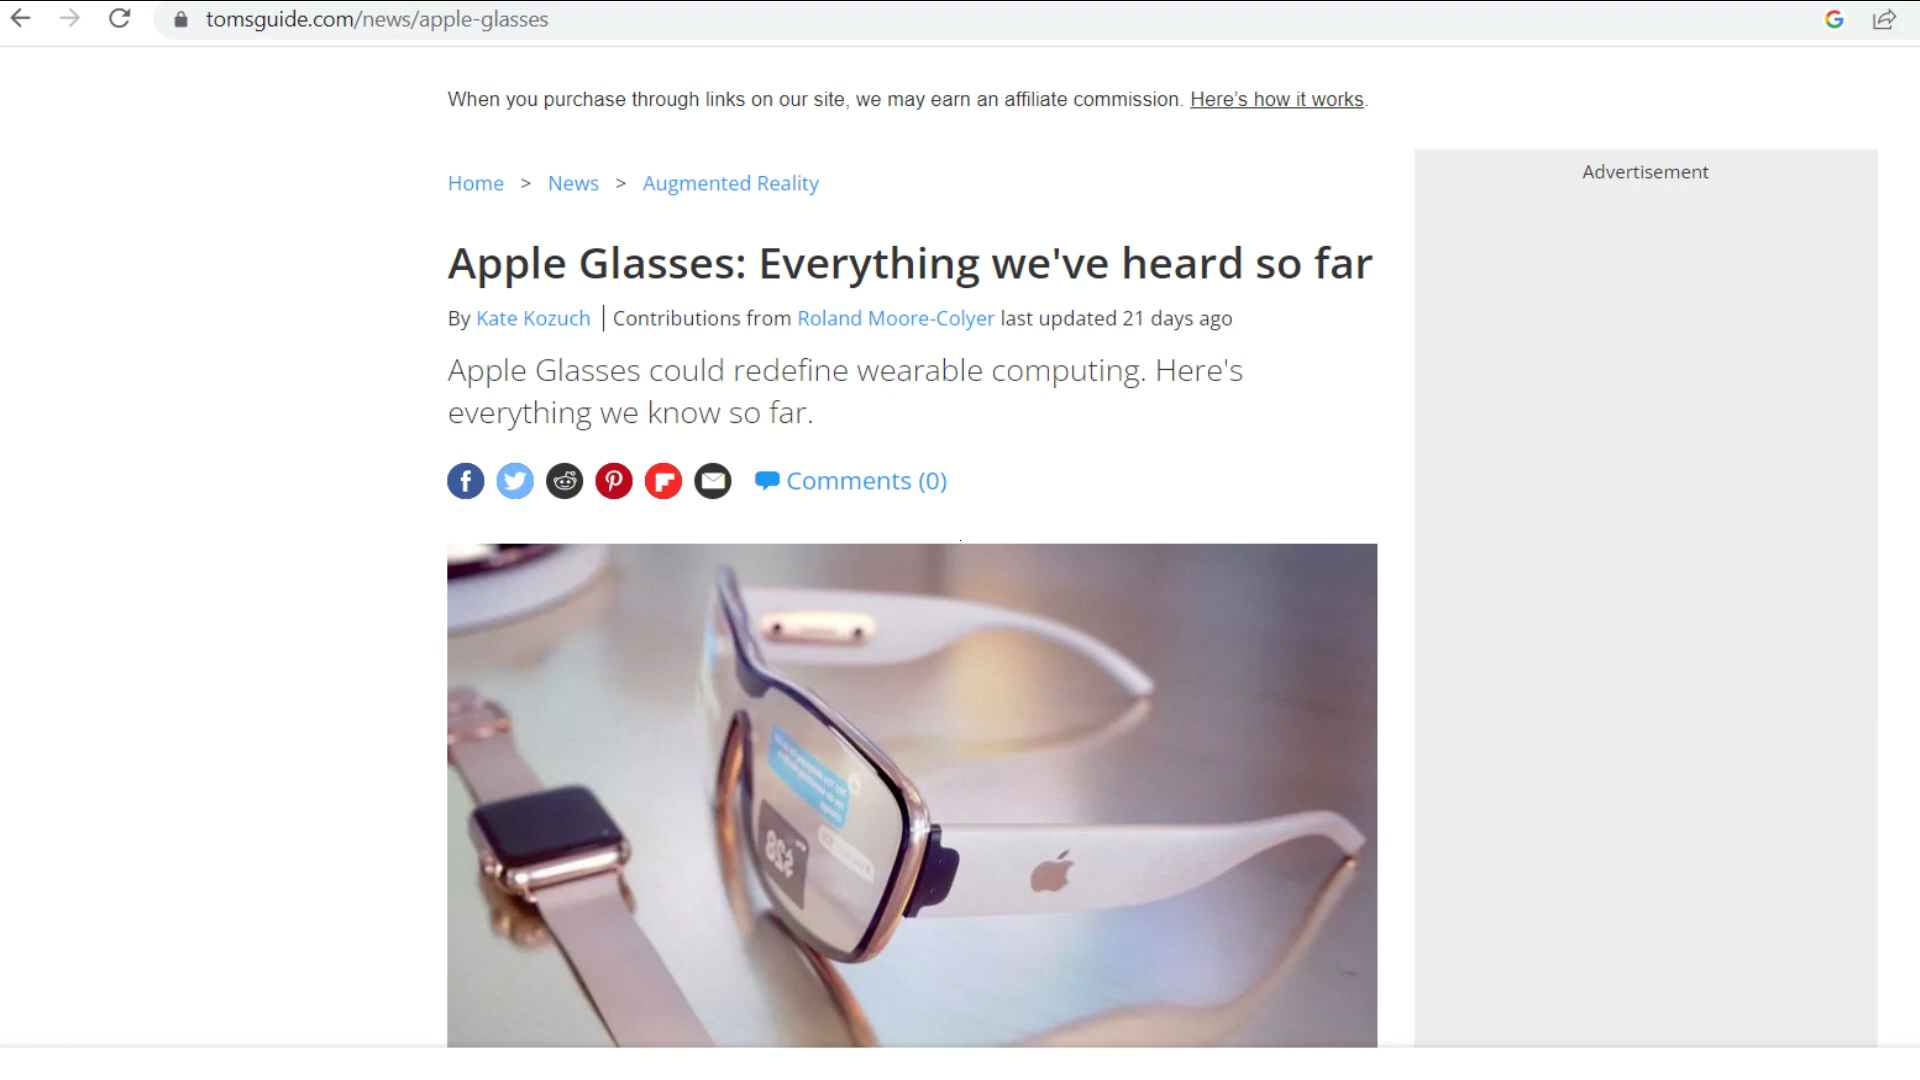 tomsguide.com/news/apple-glasses
When you purchase through links on our site, we may earn an affiliate commission. Here’s how it works.
Advertisement
Home > News > Augmented Reality
Apple Glasses: Everything we've heard so far
By Kate Kozuch | Contributions from Roland Moore-Colyer last updated 21 days ago
Apple Glasses could redefine wearable computing. Here's
everything we know so far.
Comments (0)
$28